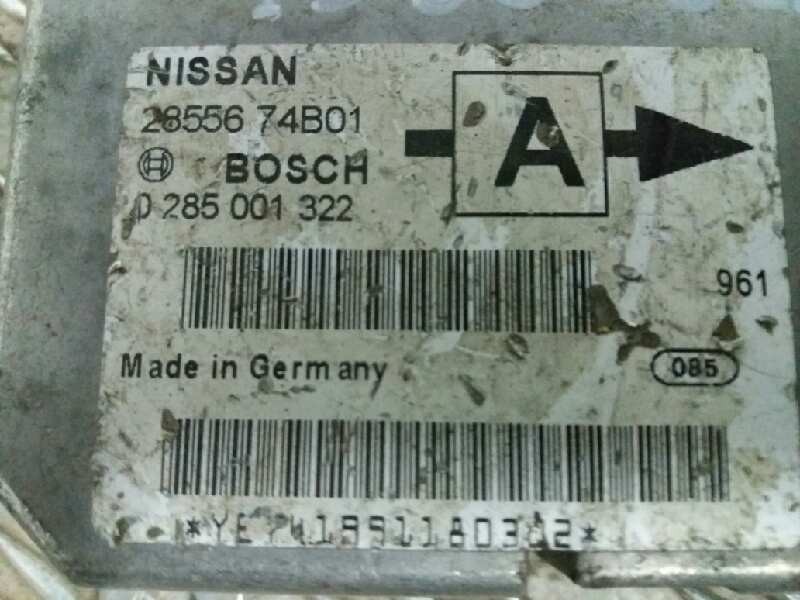 NISSAN
28556 74B01
BOSCH
0 285 001 322
A
961
Made in Germany
085